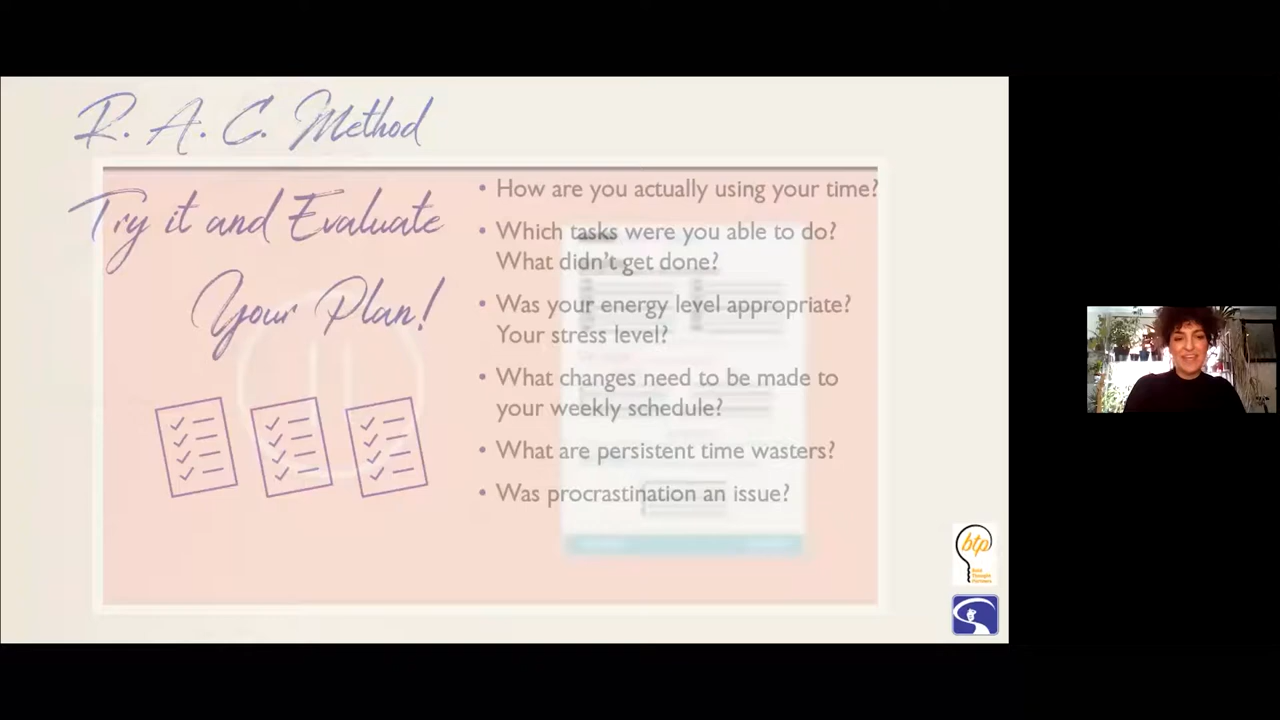 R. A. C. Method
Try it and Evaluate
Your Plan!
• How are you actually using your time?
• Which tasks were you able to do?
What didn't get done?
• Was your energy level appropriate?
Your stress level?
• What changes need to be made to
your weekly schedule?
• What are persistent time wasters?
• Was procrastination an issue?
btp